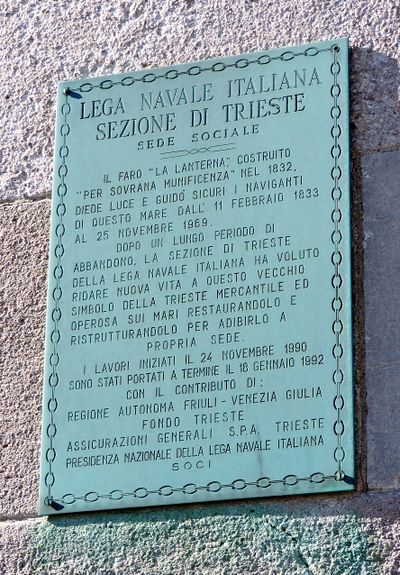 LEGA NAVALE ITALIANA
SEZIONE DI TRIESTE
SEDE SOCIALE
IL FARO "LA LANTERNA", COSTRUITO
"PER SOVRANA MUNIFICENZA" NEL 1832,
DIEDE LUCE E GUIDÒ SICURI I NAVIGANTI
DI QUESTO MARE DALL' 11 FEBBRAIO 1833
AL 25 NOVEMBRE 1969.
DOPO UN LUNGO PERIODO DI
ABBANDONO, LA SEZIONE DI TRIESTE
DELLA LEGA NAVALE ITALIANA HA VOLUTO
RIDARE NUOVA VITA A QUESTO VECCHIO
SIMBOLO DELLA TRIESTE MERCANTILE ED
OPEROSA SUI MARI RESTAURANDOLO E
RISTRUTTURANDOLO PER ADIBIRLO A
PROPRIA SEDE.
I LAVORI INIZIATI IL 24 NOVEMBRE 1990
SONO STATI PORTATI A TERMINE IL 18 GENNAIO 1992
CON IL CONTRIBUTO DI:
REGIONE AUTONOMA FRIULI - VENEZIA GIULIA
FONDO TRIESTE
ASSICURAZIONI GENERALI S.P.A. TRIESTE
PRESIDENZA NAZIONALE DELLA LEGA NAVALE ITALIANA
SOCI